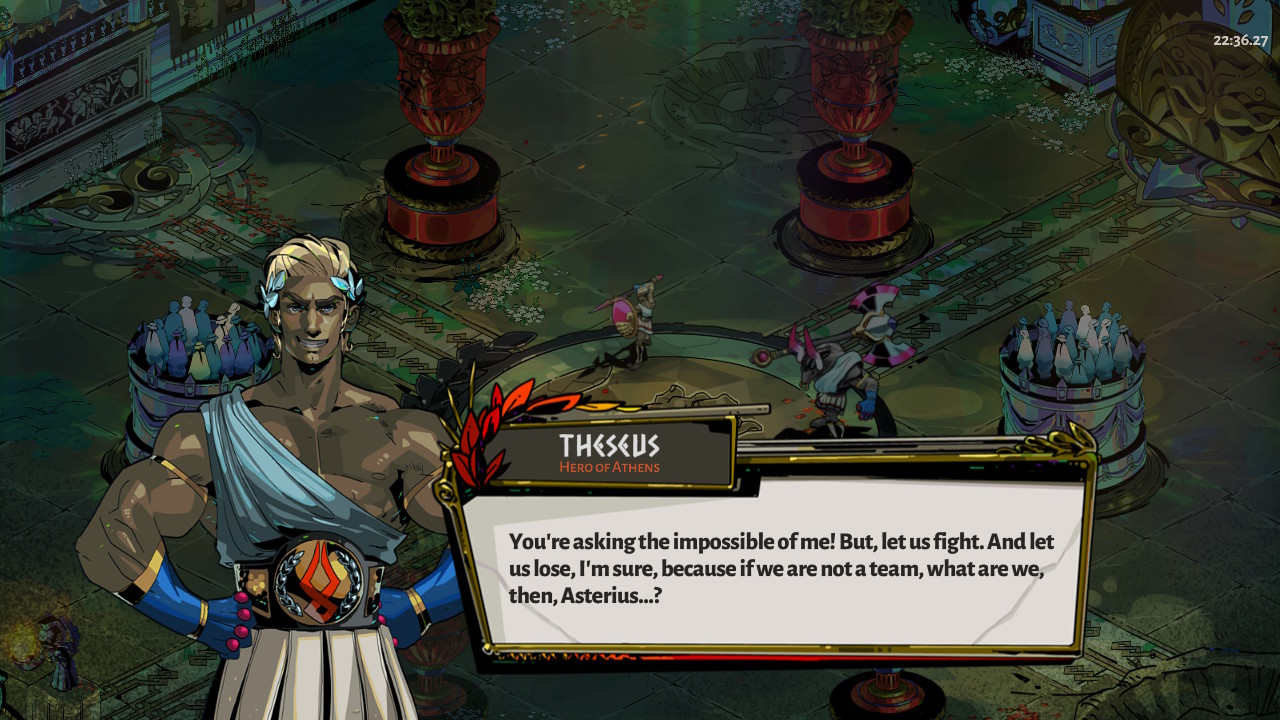 22:36.27
THESEUS
HERO OF ATHENS
You're asking the impossible of me! But, let us fight. And let
us lose, I'm sure, because if we are not a team, what are we,
then, Asterius...?